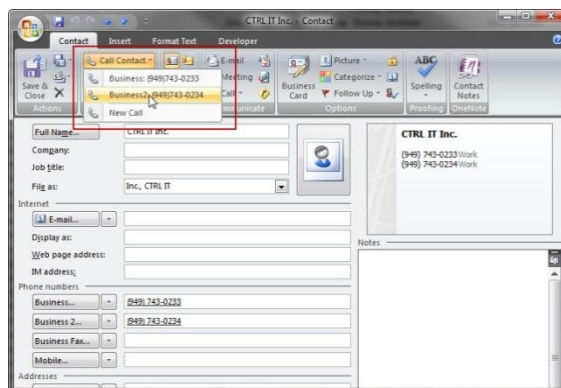 CTRL IT Inc. - Contact
Contact Insert Format Text Developer
Call Contact E-mail Picture ABC
Business: (949)743-0233 Meeting Categorize
Save & Close Business2: (949)743-0234 Call Business Card Follow Up Spelling Contact Notes
New Call
Actions Communicate Options Proofing OneNote
Full Name... CTRL IT Inc.
Company:
Job title:
File as: Inc., CTRL IT
CTRL IT Inc.
(949) 743-0233 Work
(949) 743-0234 Work
Internet
E-mail...
Display as:
Web page address:
IM address:
Notes
Phone numbers
Business... (949) 743-0233
Business 2... (949) 743-0234
Business Fax...
Mobile...
Addresses